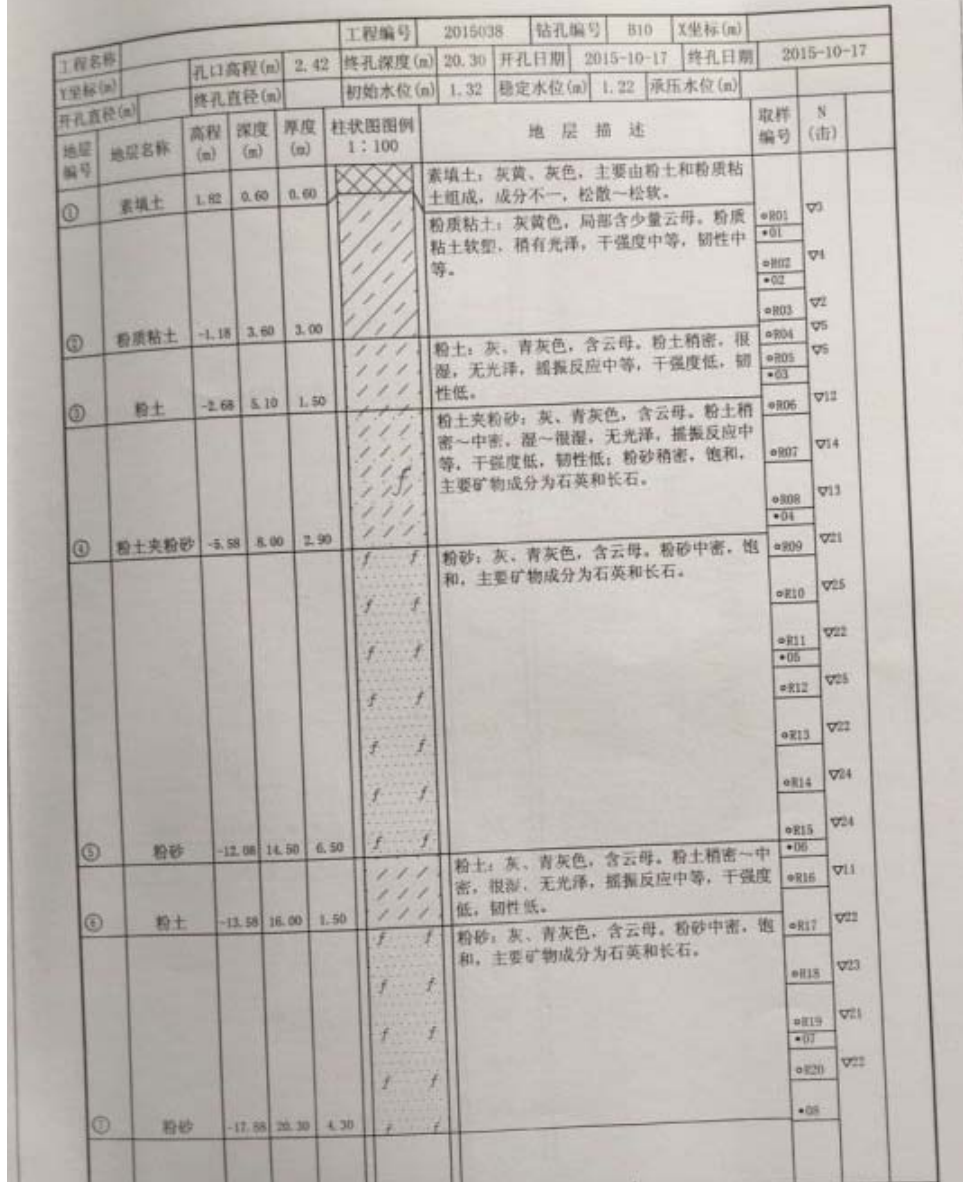 工程编号 2015038 钻孔编号 B10 X坐标(m)
工程名称
孔口高程(m) 2.42 终孔深度(m) 20.30 开孔日期 2015-10-17 终孔日期 2015-10-17
Y坐标(m)
终孔直径(m) 初始水位(m) 1.32 稳定水位(m) 1.22 承压水位(m)
开孔直径(m)
地层编号 地层名称 高程(m) 深度(m) 厚度(m) 柱状图图例 1:100 地层描述 取样编号 N(击)
① 素填土 1.82 0.60 0.60
素填土：灰黄、灰色，主要由粉土和粉质粘
土组成，成分不一，松散～松软。
粉质粘土：灰黄色，局部含少量云母。粉质
粘土软塑，稍有光泽，干强度中等，韧性中
等。
R01 ▽3
01
R02 ▽4
02
R03 ▽2
② 粉质粘土 -1.18 3.60 3.00
粉土：灰、青灰色，含云母。粉土稍密，很
湿，无光泽，摇振反应中等，干强度低，韧
性低。
R04 ▽5
R05
03
③ 粉土 -2.68 5.10 1.50
粉土夹粉砂：灰、青灰色，含云母。粉土稍
密～中密，湿～很湿，无光泽，摇振反应中
等，干强度低，韧性低；粉砂稍密，饱和，
主要矿物成分为石英和长石。
R06 ▽12
R07 ▽14
R08 ▽13
04
④ 粉土夹粉砂 -5.58 8.00 2.90
粉砂：灰、青灰色，含云母。粉砂中密，饱
和，主要矿物成分为石英和长石。
R09 ▽21
R10 ▽25
R11 ▽22
05
R12 ▽25
R13 ▽22
R14 ▽24
R15 ▽24
⑤ 粉砂 -12.08 14.50 6.50
06
粉土：灰、青灰色，含云母。粉土稍密～中
密，很湿，无光泽，摇振反应中等，干强度
低，韧性低。
R16 ▽11
⑥ 粉土 -13.58 16.00 1.50
粉砂：灰、青灰色，含云母。粉砂中密，饱
和，主要矿物成分为石英和长石。
R17 ▽22
R18 ▽23
R19 ▽21
07
R20 ▽22
08
⑦ 粉砂 -17.88 20.30 4.30